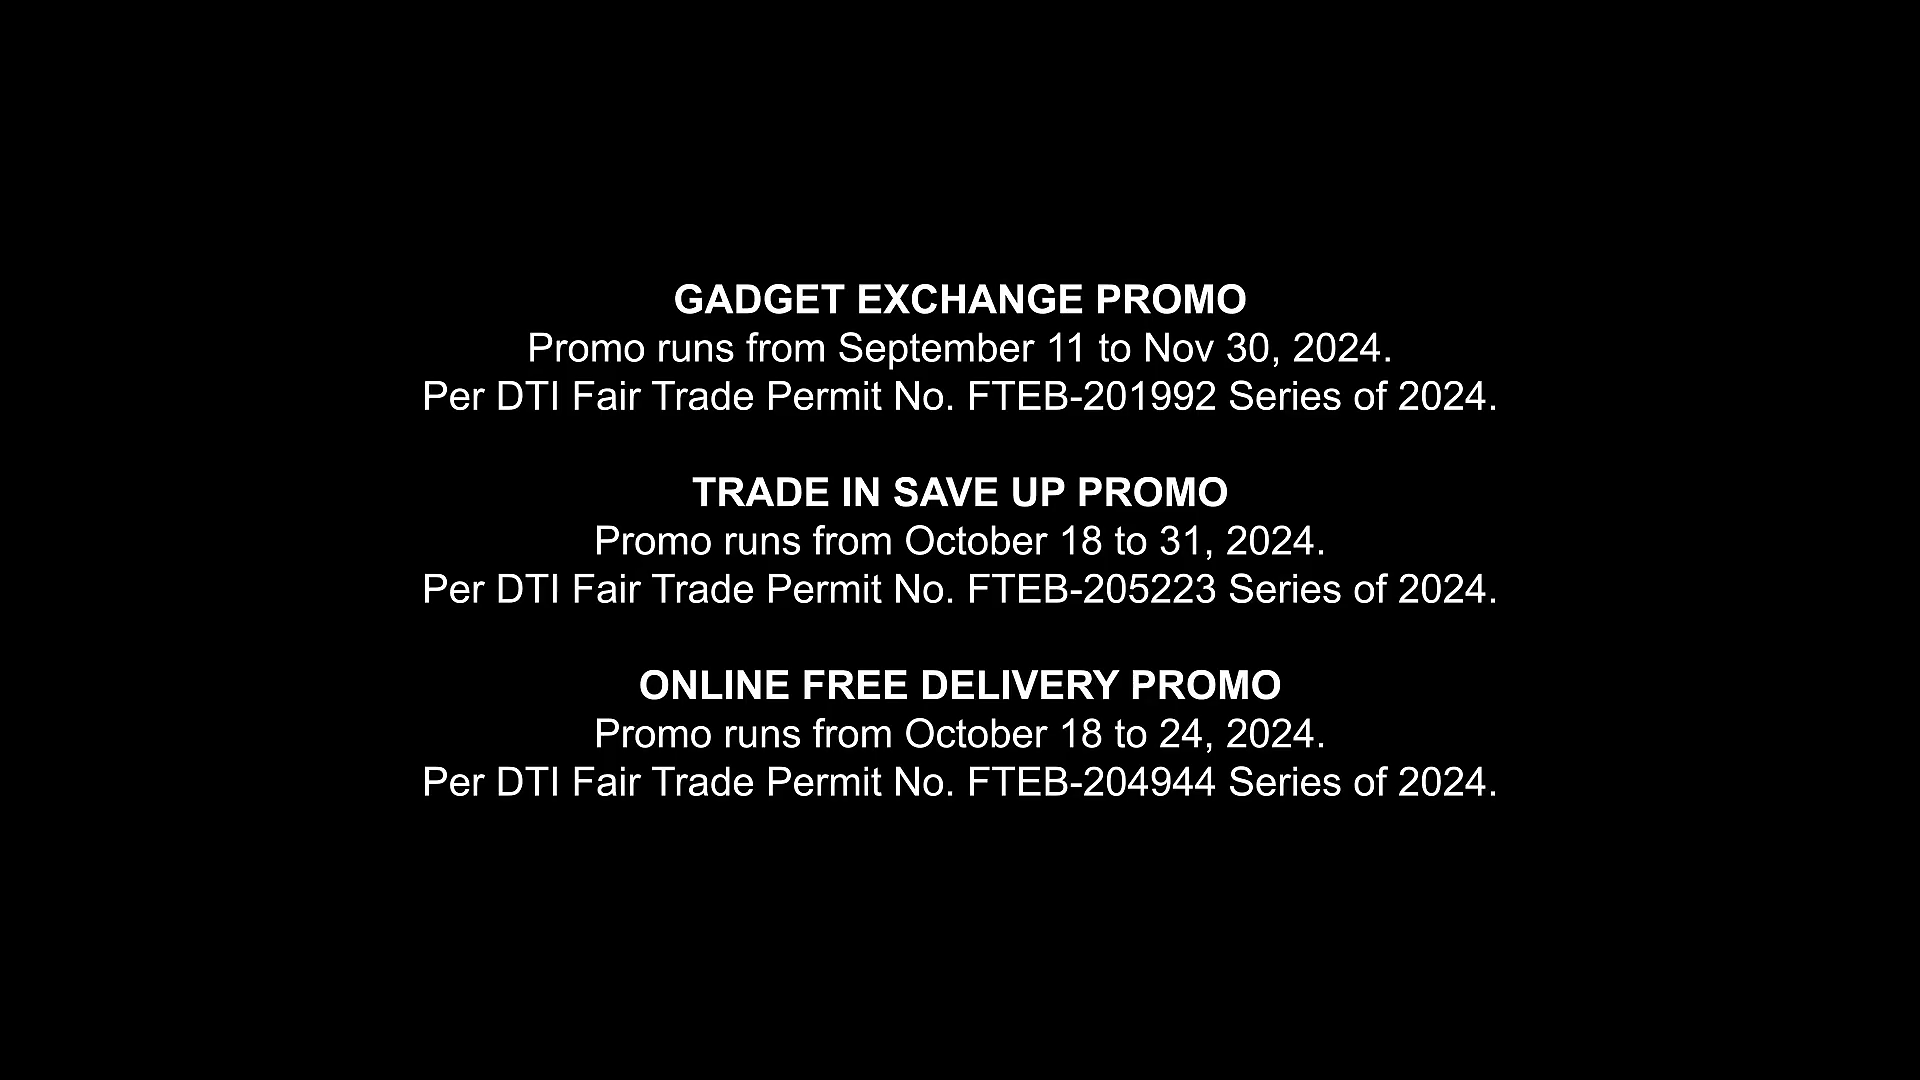 GADGET EXCHANGE PROMO
Promo runs from September 11 to Nov 30, 2024.
Per DTI Fair Trade Permit No. FTEB-201992 Series of 2024.
TRADE IN SAVE UP PROMO
Promo runs from October 18 to 31, 2024.
Per DTI Fair Trade Permit No. FTEB-205223 Series of 2024.
ONLINE FREE DELIVERY PROMO
Promo runs from October 18 to 24, 2024.
Per DTI Fair Trade Permit No. FTEB-204944 Series of 2024.